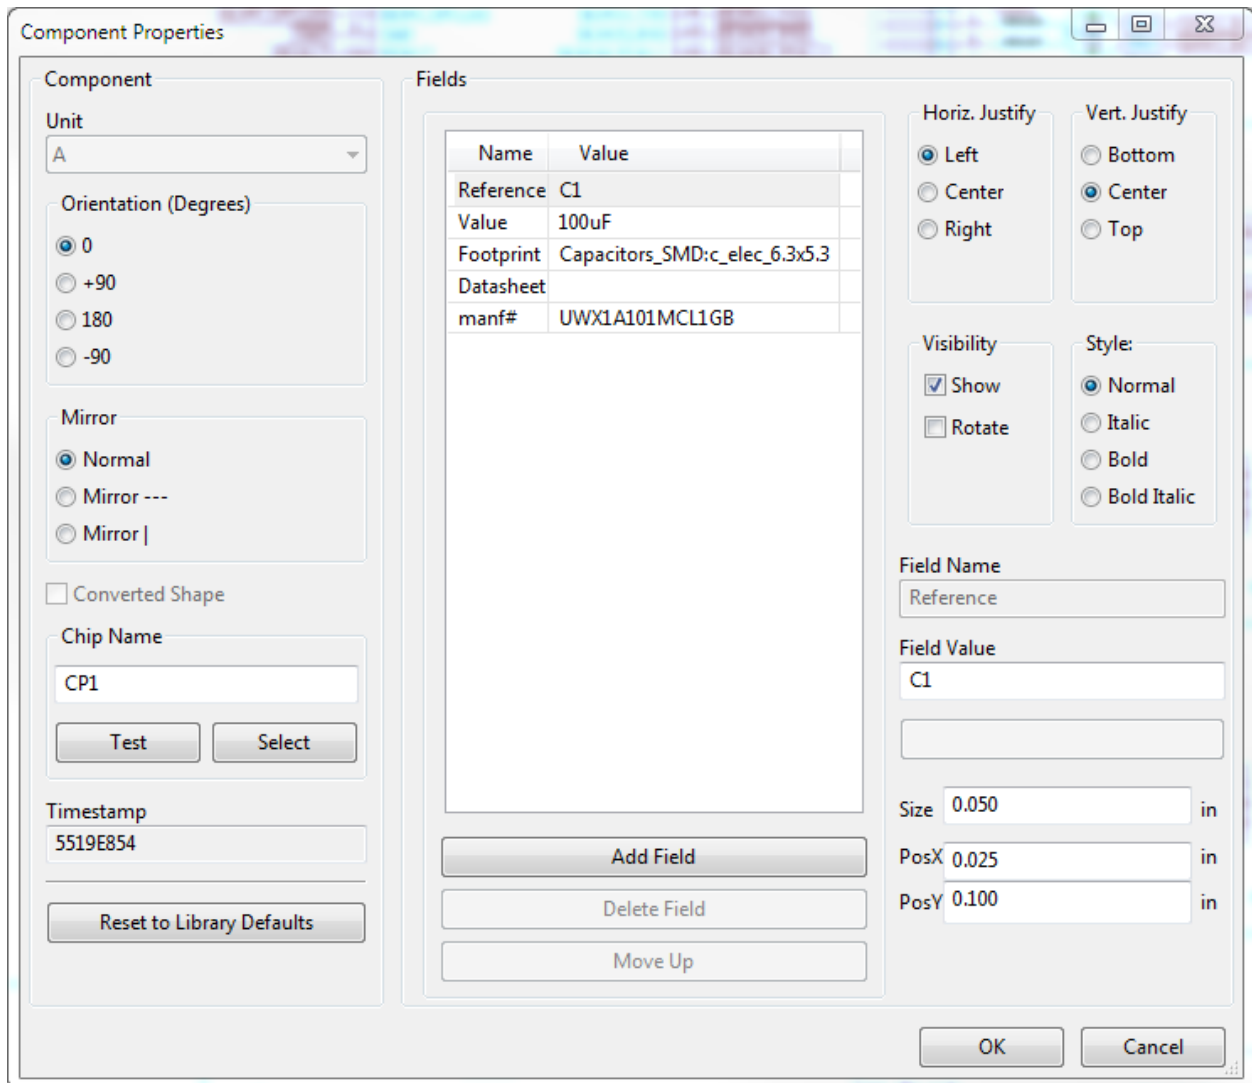 Component Properties
Component
Unit
A
Orientation (Degrees)
0
+90
180
-90
Mirror
Normal
Mirror ---
Mirror |
Converted Shape
Chip Name
CP1
Test
Select
Timestamp
5519E854
Reset to Library Defaults
Fields
Name Value
Reference C1
Value 100uF
Footprint Capacitors_SMD:c_elec_6.3x5.3
Datasheet
manf# UWX1A101MCL1GB
Add Field
Delete Field
Move Up
Horiz. Justify
Left
Center
Right
Vert. Justify
Bottom
Center
Top
Visibility
Show
Rotate
Style:
Normal
Italic
Bold
Bold Italic
Field Name
Reference
Field Value
C1
Size 0.050 in
PosX 0.025 in
PosY 0.100 in
OK
Cancel